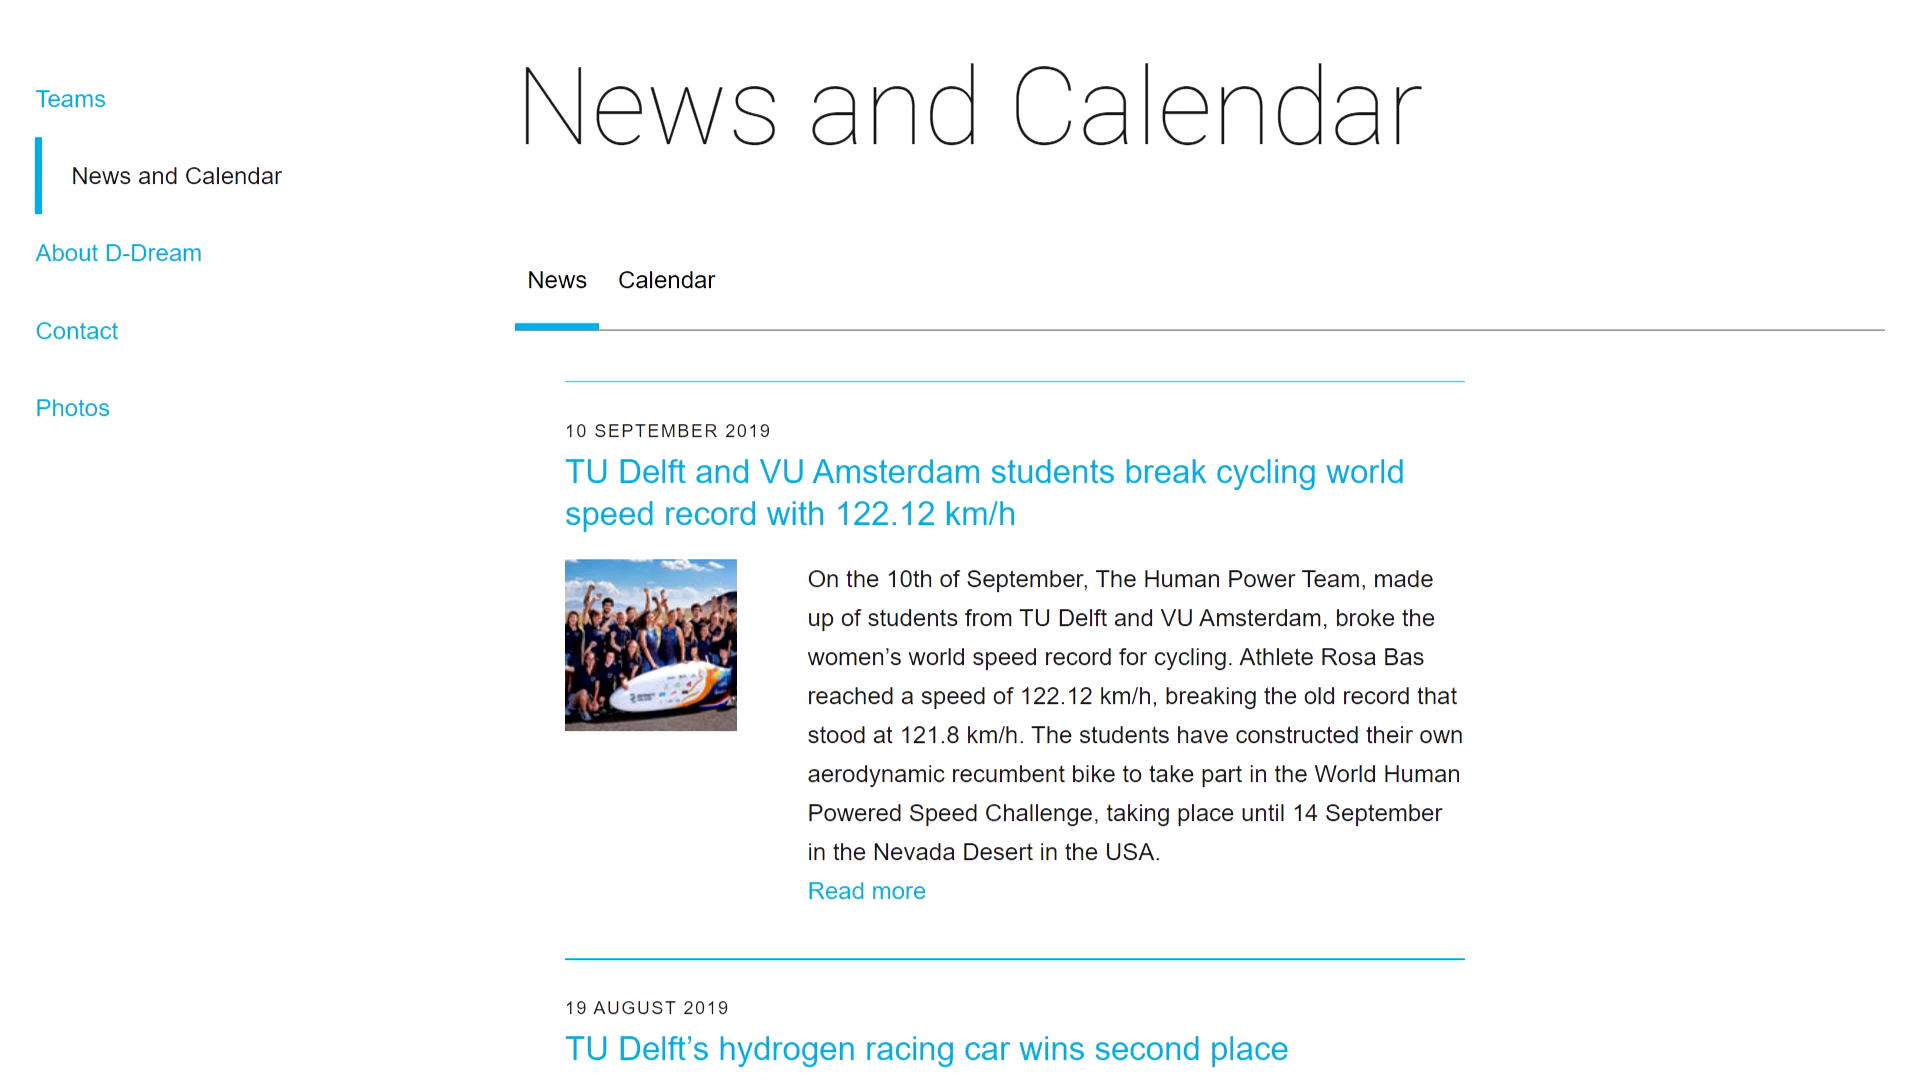 Teams
News and Calendar
About D-Dream
Contact
Photos
News and Calendar
News Calendar
10 SEPTEMBER 2019
TU Delft and VU Amsterdam students break cycling world
speed record with 122.12 km/h
On the 10th of September, The Human Power Team, made
up of students from TU Delft and VU Amsterdam, broke the
women’s world speed record for cycling. Athlete Rosa Bas
reached a speed of 122.12 km/h, breaking the old record that
stood at 121.8 km/h. The students have constructed their own
aerodynamic recumbent bike to take part in the World Human
Powered Speed Challenge, taking place until 14 September
in the Nevada Desert in the USA.
Read more
19 AUGUST 2019
TU Delft’s hydrogen racing car wins second place